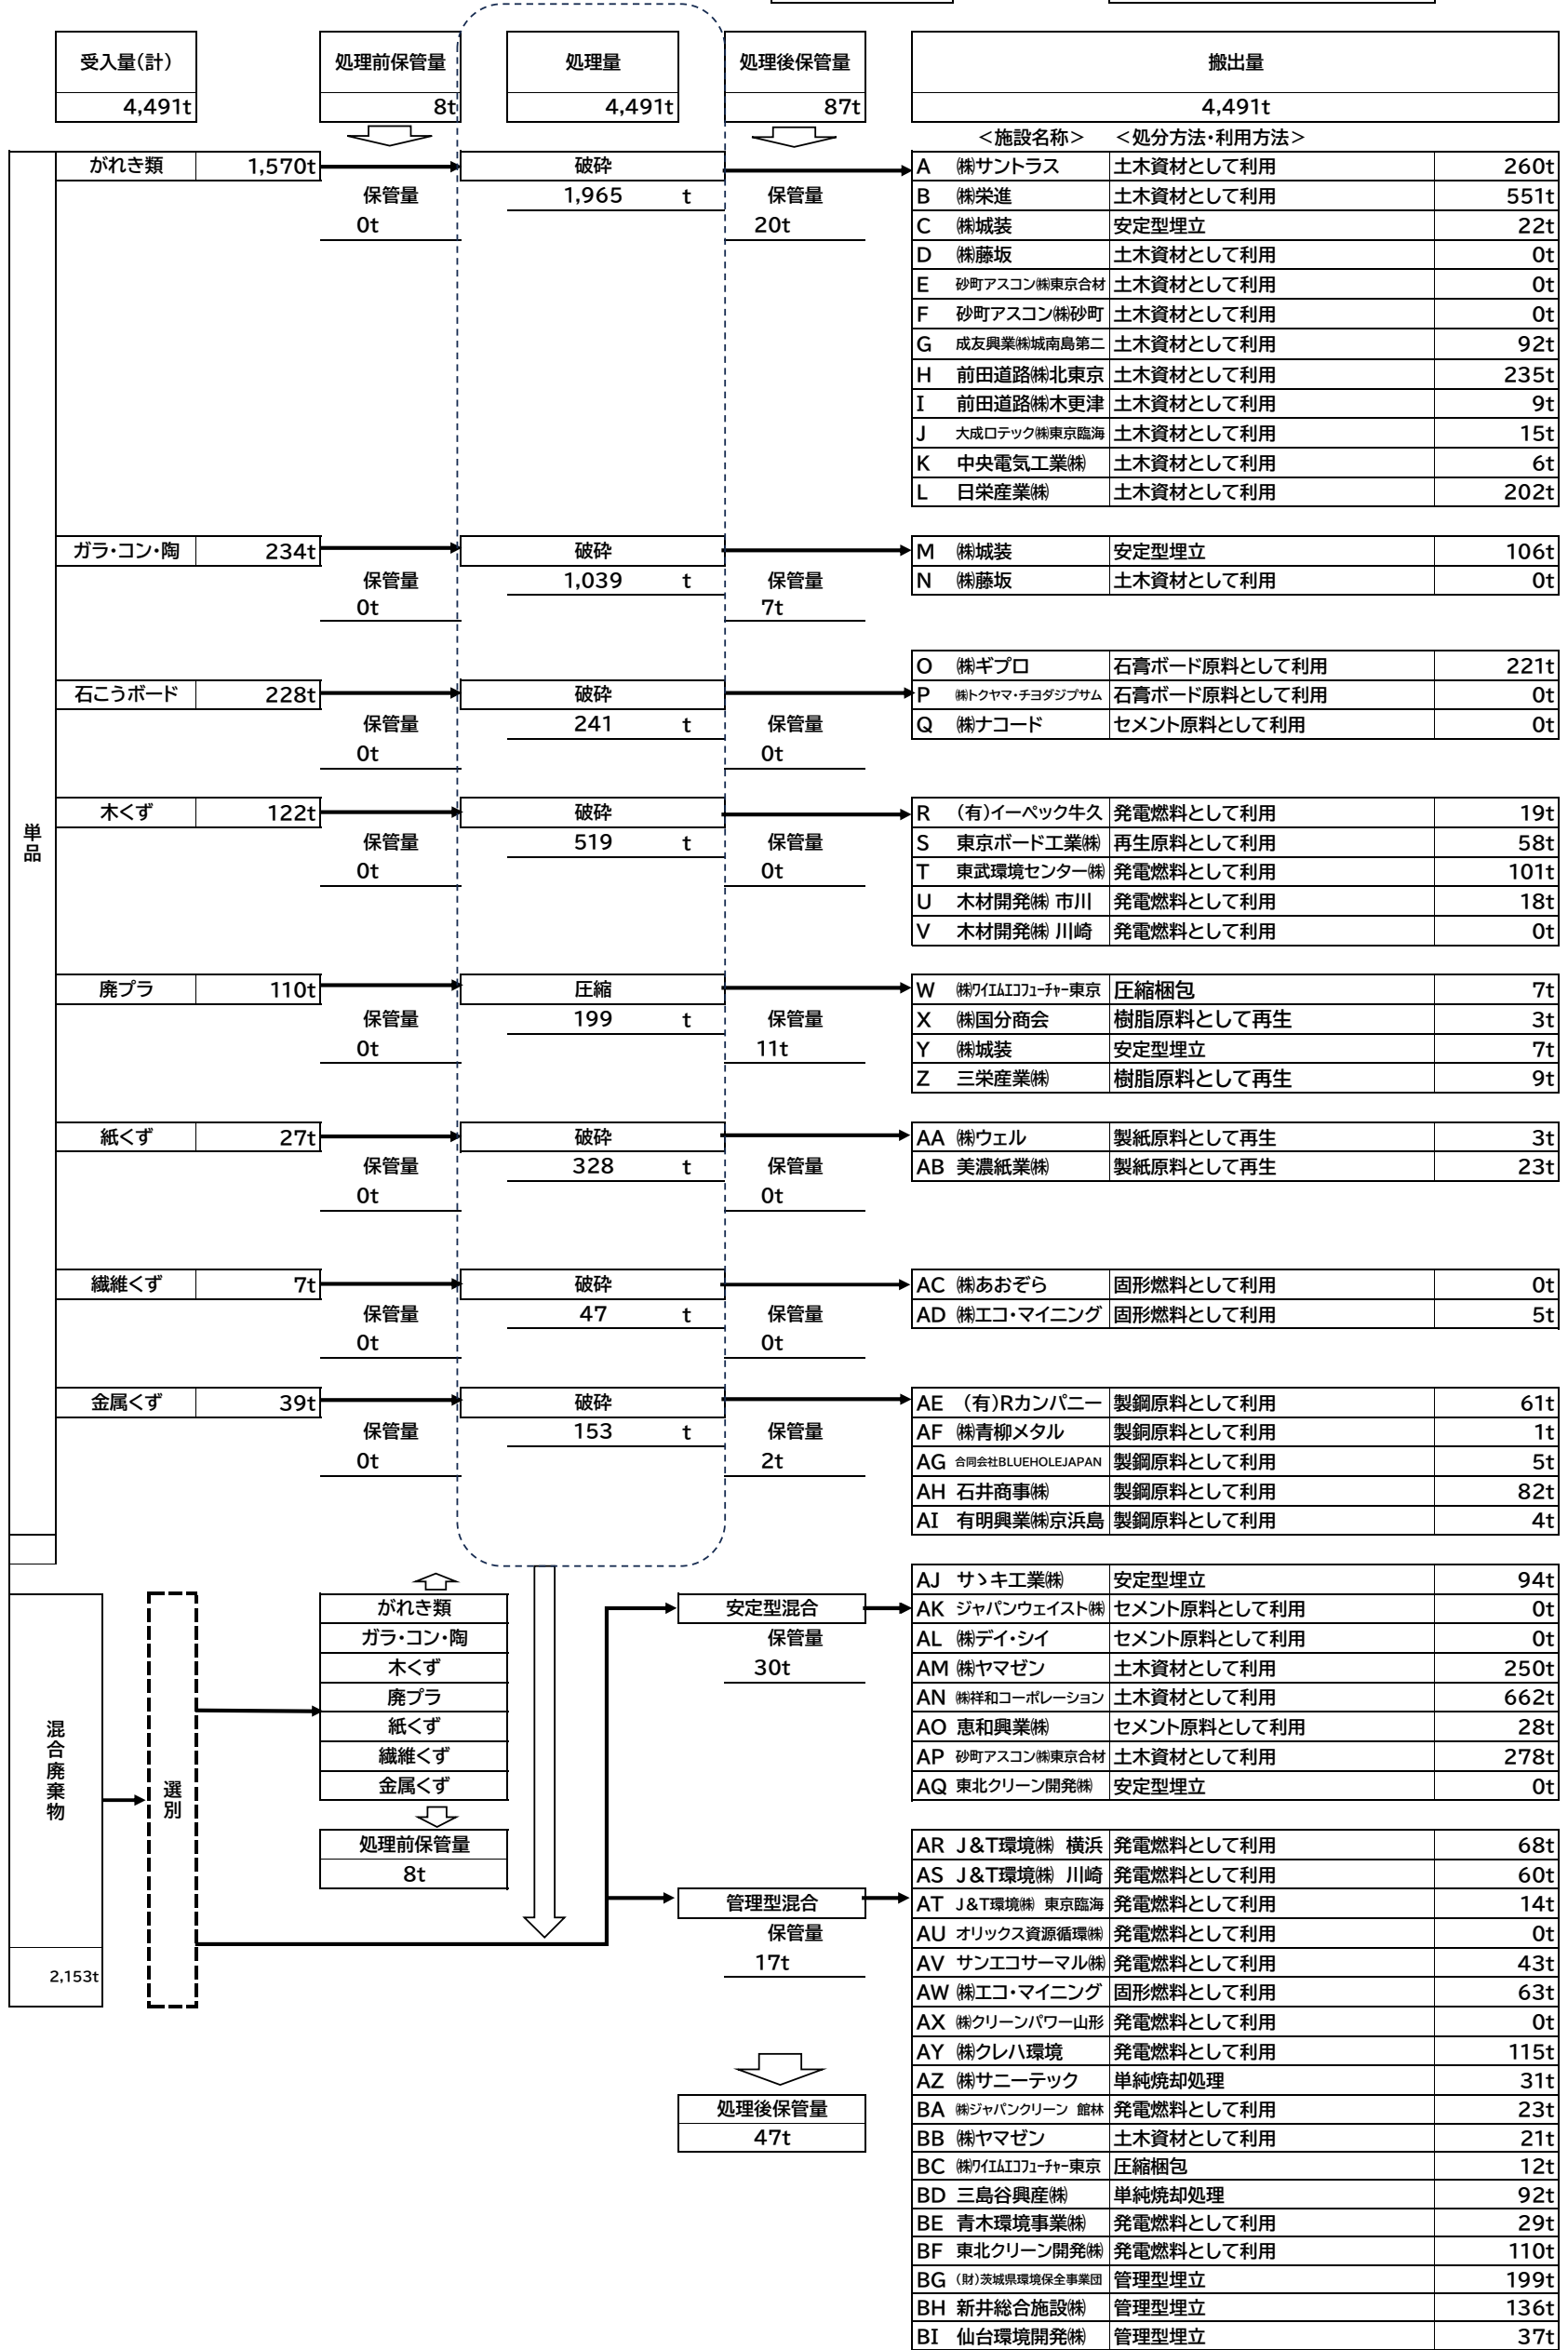 受入量(計) 処理前保管量 処理量 処理後保管量 搬出量
4,491t 8t 4,491t 87t 4,491t
＜施設名称＞ ＜処分方法・利用方法＞
単品
がれき類 1,570t 破砕 A ㈱サントラス 土木資材として利用 260t
保管量 1,965 t 保管量 B ㈱栄進 土木資材として利用 551t
0t 20t C ㈱城装 安定型埋立 22t
D ㈱藤坂 土木資材として利用 0t
E 砂町アスコン㈱東京合材 土木資材として利用 0t
F 砂町アスコン㈱砂町 土木資材として利用 0t
G 成友興業㈱城南島第二 土木資材として利用 92t
H 前田道路㈱北東京 土木資材として利用 235t
I 前田道路㈱木更津 土木資材として利用 9t
J 大成ロテック㈱東京臨海 土木資材として利用 15t
K 中央電気工業㈱ 土木資材として利用 6t
L 日栄産業㈱ 土木資材として利用 202t
ガラ・コン・陶 234t 破砕 M ㈱城装 安定型埋立 106t
保管量 1,039 t 保管量 N ㈱藤坂 土木資材として利用 0t
0t 7t
O ㈱ギプロ 石膏ボード原料として利用 221t
石こうボード 228t 破砕 P ㈱トクヤマ・チヨダジプサム 石膏ボード原料として利用 0t
保管量 241 t 保管量 Q ㈱ナコード セメント原料として利用 0t
0t 0t
木くず 122t 破砕 R (有)イーペック牛久 発電燃料として利用 19t
保管量 519 t 保管量 S 東京ボード工業㈱ 再生原料として利用 58t
0t 0t T 東武環境センター㈱ 発電燃料として利用 101t
U 木材開発㈱ 市川 発電燃料として利用 18t
V 木材開発㈱ 川崎 発電燃料として利用 0t
廃プラ 110t 圧縮 W ㈱ﾜｲｴﾑｴｺﾌｭｰﾁｬｰ東京 圧縮梱包 7t
保管量 199 t 保管量 X ㈱国分商会 樹脂原料として再生 3t
0t 11t Y ㈱城装 安定型埋立 7t
Z 三栄産業㈱ 樹脂原料として再生 9t
紙くず 27t 破砕 AA ㈱ウェル 製紙原料として再生 3t
保管量 328 t 保管量 AB 美濃紙業㈱ 製紙原料として再生 23t
0t 0t
繊維くず 7t 破砕 AC ㈱あおぞら 固形燃料として利用 0t
保管量 47 t 保管量 AD ㈱エコ・マイニング 固形燃料として利用 5t
0t 0t
金属くず 39t 破砕 AE (有)Rカンパニー 製鋼原料として利用 61t
保管量 153 t 保管量 AF ㈱青柳メタル 製銅原料として利用 1t
0t 2t AG 合同会社BLUEHOLEJAPAN 製鋼原料として利用 5t
AH 石井商事㈱ 製鋼原料として利用 82t
AI 有明興業㈱京浜島 製鋼原料として利用 4t
混合廃棄物
2,153t
選別
がれき類
ガラ・コン・陶
木くず
廃プラ
紙くず
繊維くず
金属くず
処理前保管量
8t
安定型混合
保管量
30t
AJ サヽキ工業㈱ 安定型埋立 94t
AK ジャパンウェイスト㈱ セメント原料として利用 0t
AL ㈱デイ・シイ セメント原料として利用 0t
AM ㈱ヤマゼン 土木資材として利用 250t
AN ㈱祥和コーポレーション 土木資材として利用 662t
AO 恵和興業㈱ セメント原料として利用 28t
AP 砂町アスコン㈱東京合材 土木資材として利用 278t
AQ 東北クリーン開発㈱ 安定型埋立 0t
管理型混合
保管量
17t
処理後保管量
47t
AR J&T環境㈱ 横浜 発電燃料として利用 68t
AS J&T環境㈱ 川崎 発電燃料として利用 60t
AT J&T環境㈱ 東京臨海 発電燃料として利用 14t
AU オリックス資源循環㈱ 発電燃料として利用 0t
AV サンエコサーマル㈱ 発電燃料として利用 43t
AW ㈱エコ・マイニング 固形燃料として利用 63t
AX ㈱クリーンパワー山形 発電燃料として利用 0t
AY ㈱クレハ環境 発電燃料として利用 115t
AZ ㈱サニーテック 単純焼却処理 31t
BA ㈱ジャパンクリーン 館林 発電燃料として利用 23t
BB ㈱ヤマゼン 土木資材として利用 21t
BC ㈱ﾜｲｴﾑｴｺﾌｭｰﾁｬｰ東京 圧縮梱包 12t
BD 三島谷興産㈱ 単純焼却処理 92t
BE 青木環境事業㈱ 発電燃料として利用 29t
BF 東北クリーン開発㈱ 発電燃料として利用 110t
BG (財)茨城県環境保全事業団 管理型埋立 199t
BH 新井総合施設㈱ 管理型埋立 136t
BI 仙台環境開発㈱ 管理型埋立 37t